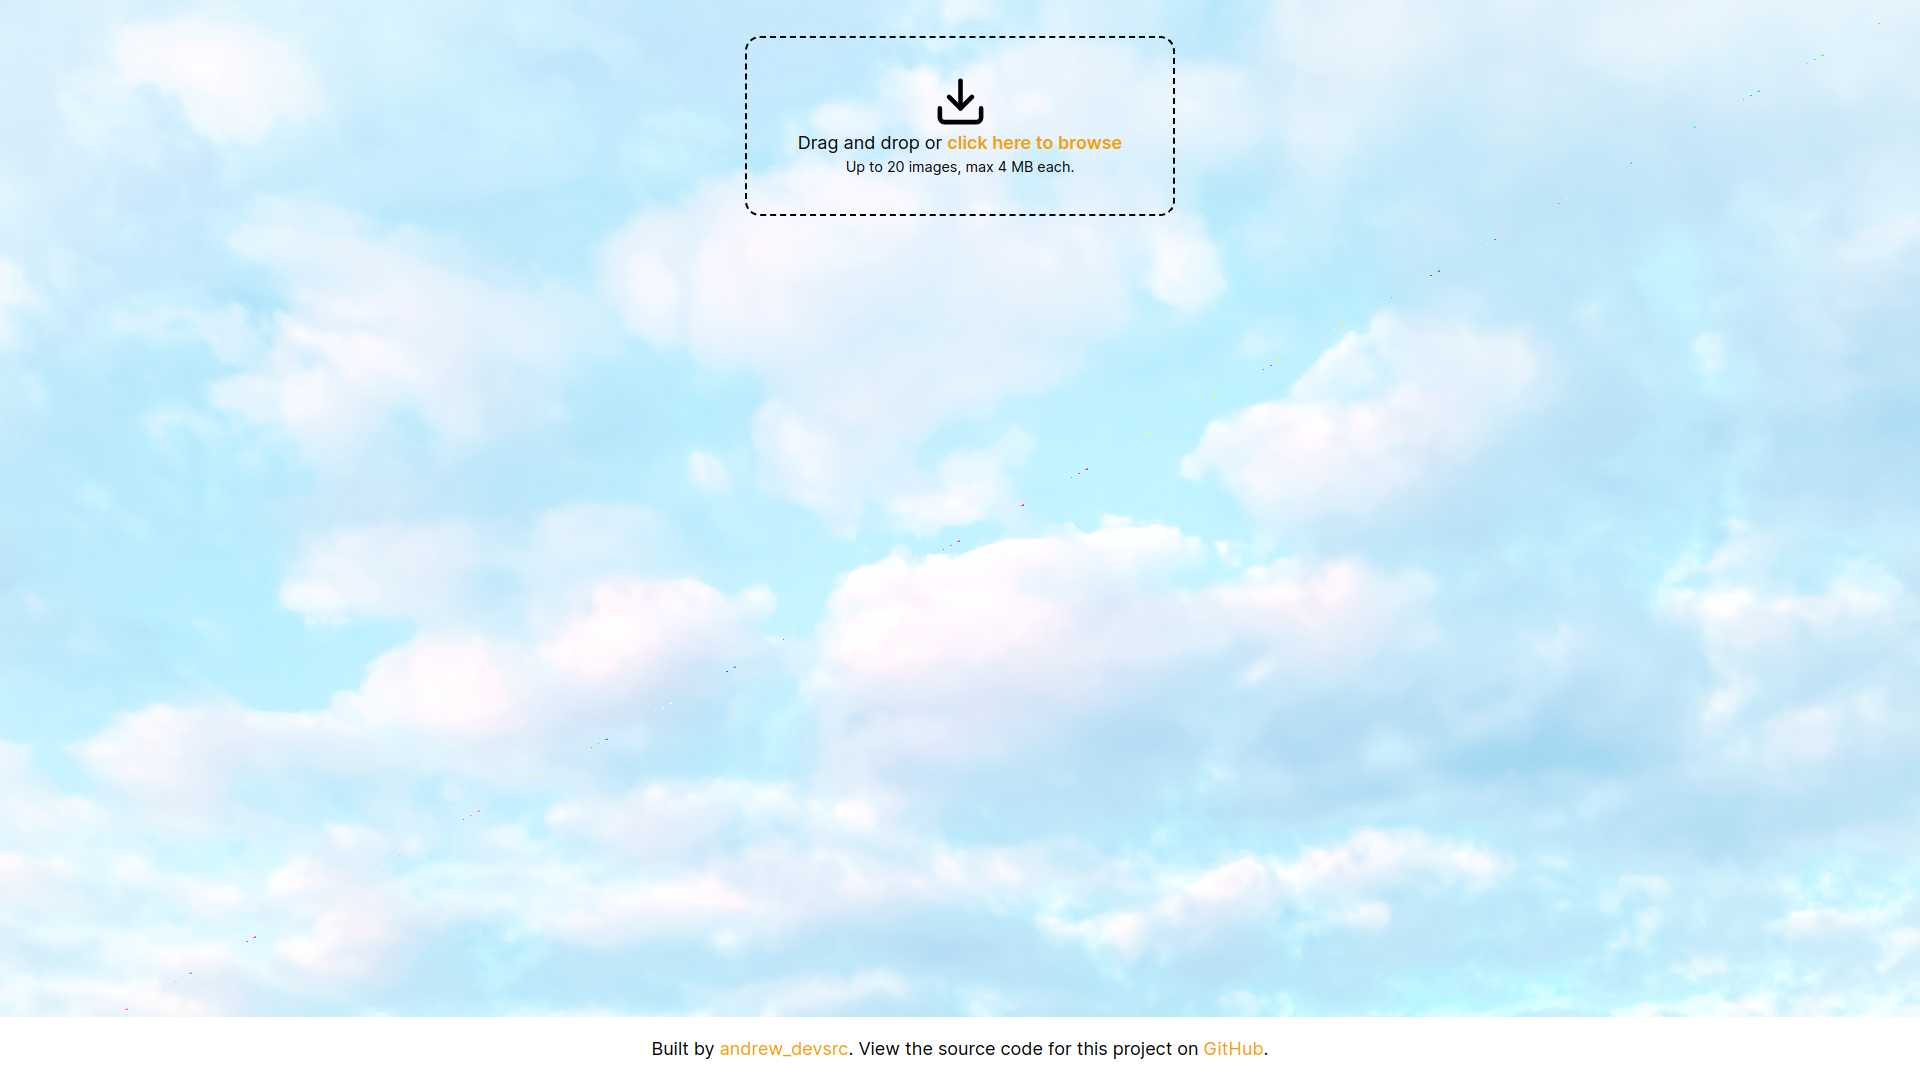 Drag and drop or click here to browse
Up to 20 images, max 4 MB each.
Built by andrew_devsrc. View the source code for this project on GitHub.